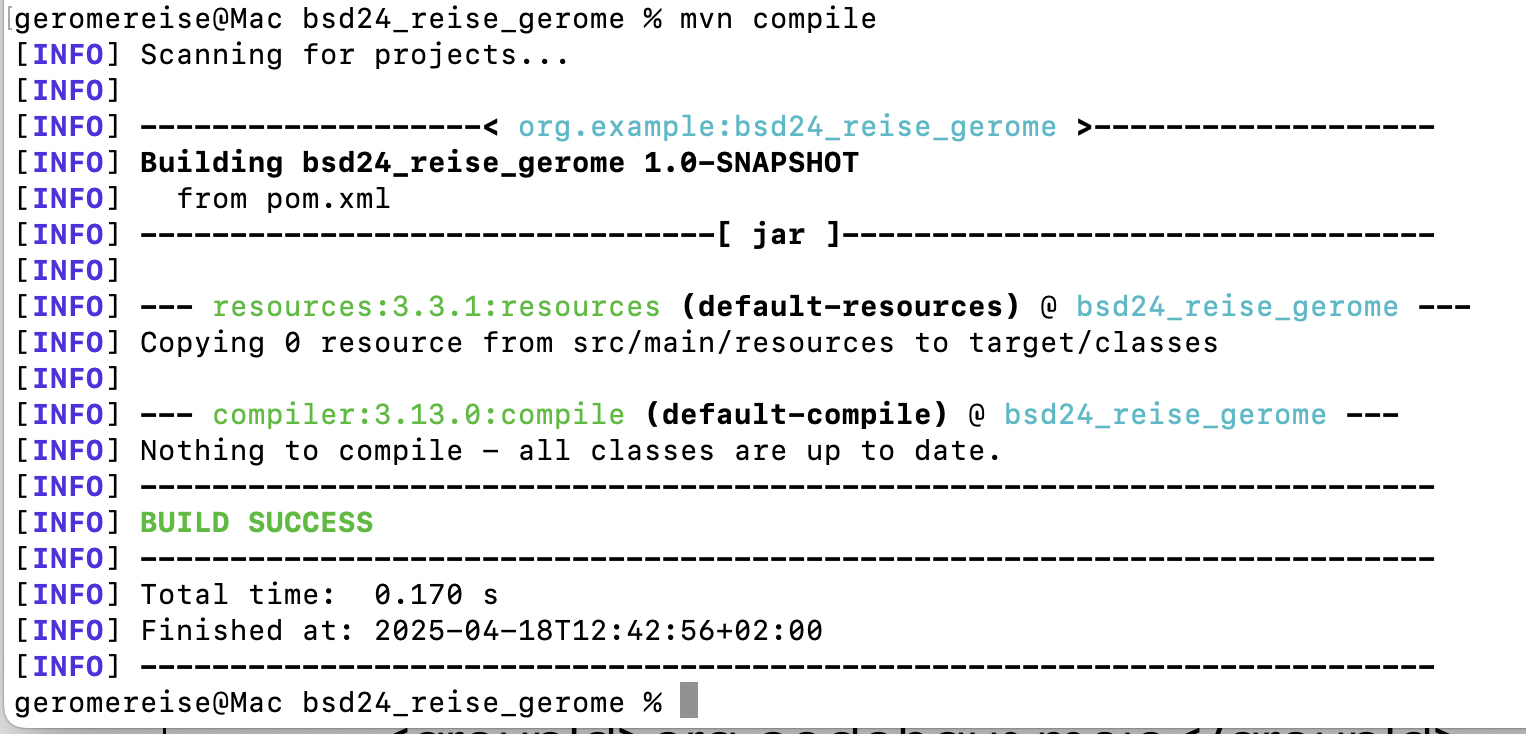 geromereise@Mac bsd24_reise_gerome % mvn compile
[INFO] Scanning for projects...
[INFO]
[INFO] -------------------< org.example:bsd24_reise_gerome >-------------------
[INFO] Building bsd24_reise_gerome 1.0-SNAPSHOT
[INFO]   from pom.xml
[INFO] --------------------------------[ jar ]---------------------------------
[INFO]
[INFO] --- resources:3.3.1:resources (default-resources) @ bsd24_reise_gerome ---
[INFO] Copying 0 resource from src/main/resources to target/classes
[INFO]
[INFO] --- compiler:3.13.0:compile (default-compile) @ bsd24_reise_gerome ---
[INFO] Nothing to compile - all classes are up to date.
[INFO] ------------------------------------------------------------------------
[INFO] BUILD SUCCESS
[INFO] ------------------------------------------------------------------------
[INFO] Total time:  0.170 s
[INFO] Finished at: 2025-04-18T12:42:56+02:00
[INFO] ------------------------------------------------------------------------
geromereise@Mac bsd24_reise_gerome %